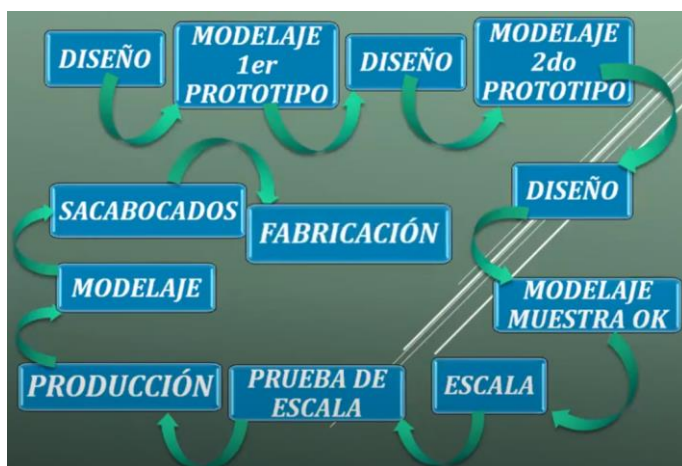 DISEÑO
MODELAJE
1er
PROTOTIPO
DISEÑO
MODELAJE
2do
PROTOTIPO
DISEÑO
MODELAJE
MUESTRA OK
ESCALA
PRUEBA DE
ESCALA
PRODUCCIÓN
MODELAJE
SACABOCADOS
FABRICACIÓN